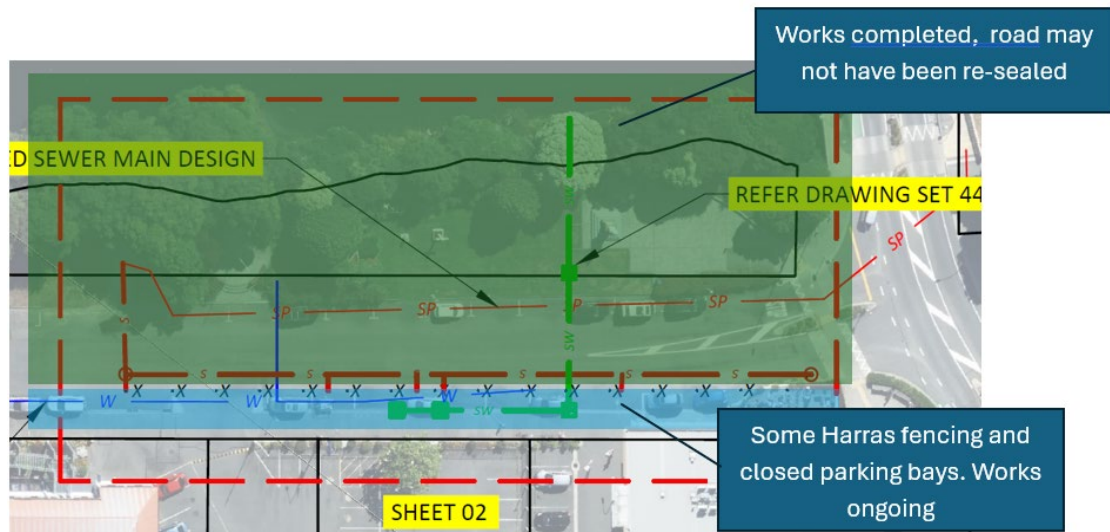 Works completed, road may
not have been re-sealed
ED SEWER MAIN DESIGN
REFER DRAWING SET 44
SW
SP
SP
SP
SP
SP
S
SW
S
S
S
S
S
X
X
X
X
X
X
X
X
X
X
X
X
X
W
W
W
SW
Some Harras fencing and
closed parking bays. Works
ongoing
SHEET 02